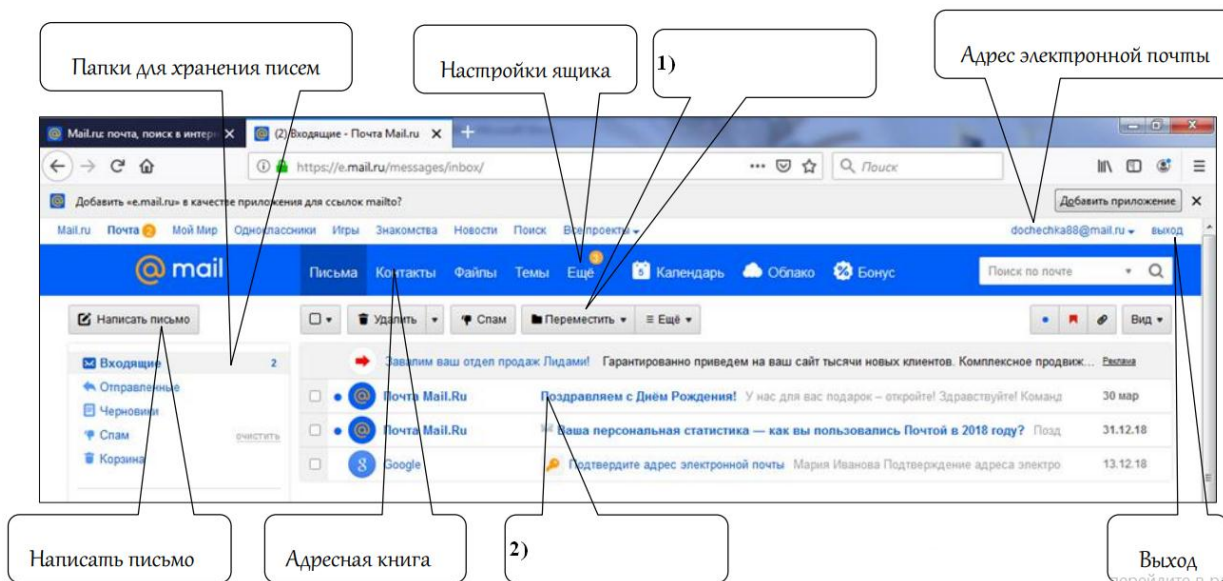 Папки для хранения писем
Настройки ящика
1)
Адрес электронной почты
Mail.ru: почта, поиск в интер
(2) Входящие - Почта Mail.ru
https://e.mail.ru/messages/inbox/
Поиск
Добавить «e.mail.ru» в качестве приложения для ссылок mailto?
Добавить приложение
Mail.ru Почта 2 Мой Мир Одноклассники Игры Знакомства Новости Поиск Все проекты
dochechka88@mail.ru выход
@mail
Письма Контакты Файлы Темы Ещё 3 5 Календарь Облако Бонус
Поиск по почте
Написать письмо
Удалить Спам Переместить Ещё Вид
Входящие 2
Отправленные
Черновики
Спам очистить
Корзина
Завалим ваш отдел продаж Лидами! Гарантированно приведем на ваш сайт тысячи новых клиентов. Комплексное продвиж... Реклама
Почта Mail.Ru Поздравляем с Днём Рождения! У нас для вас подарок – откройте! Здравствуйте! Команд 30 мар
Почта Mail.Ru Ваша персональная статистика — как вы пользовались Почтой в 2018 году? Позд 31.12.18
Google Подтвердите адрес электронной почты Мария Иванова Подтверждение адреса электро 13.12.18
Написать письмо
Адресная книга
2)
Выход